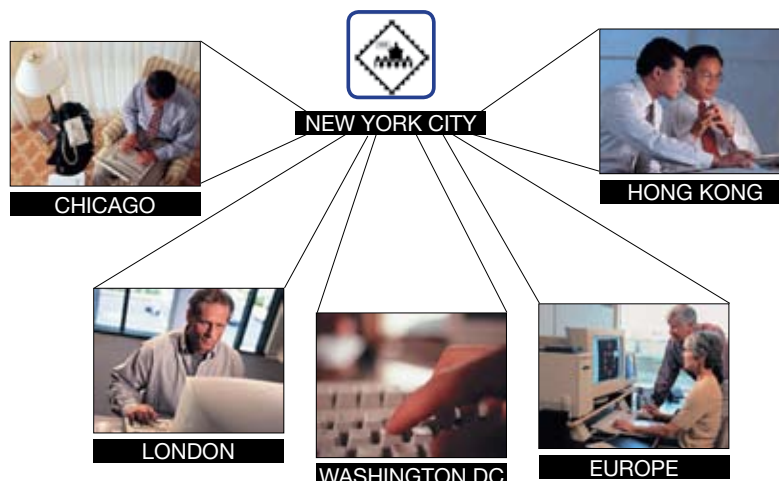 NEW YORK CITY
CHICAGO
HONG KONG
LONDON
WASHINGTON DC
EUROPE